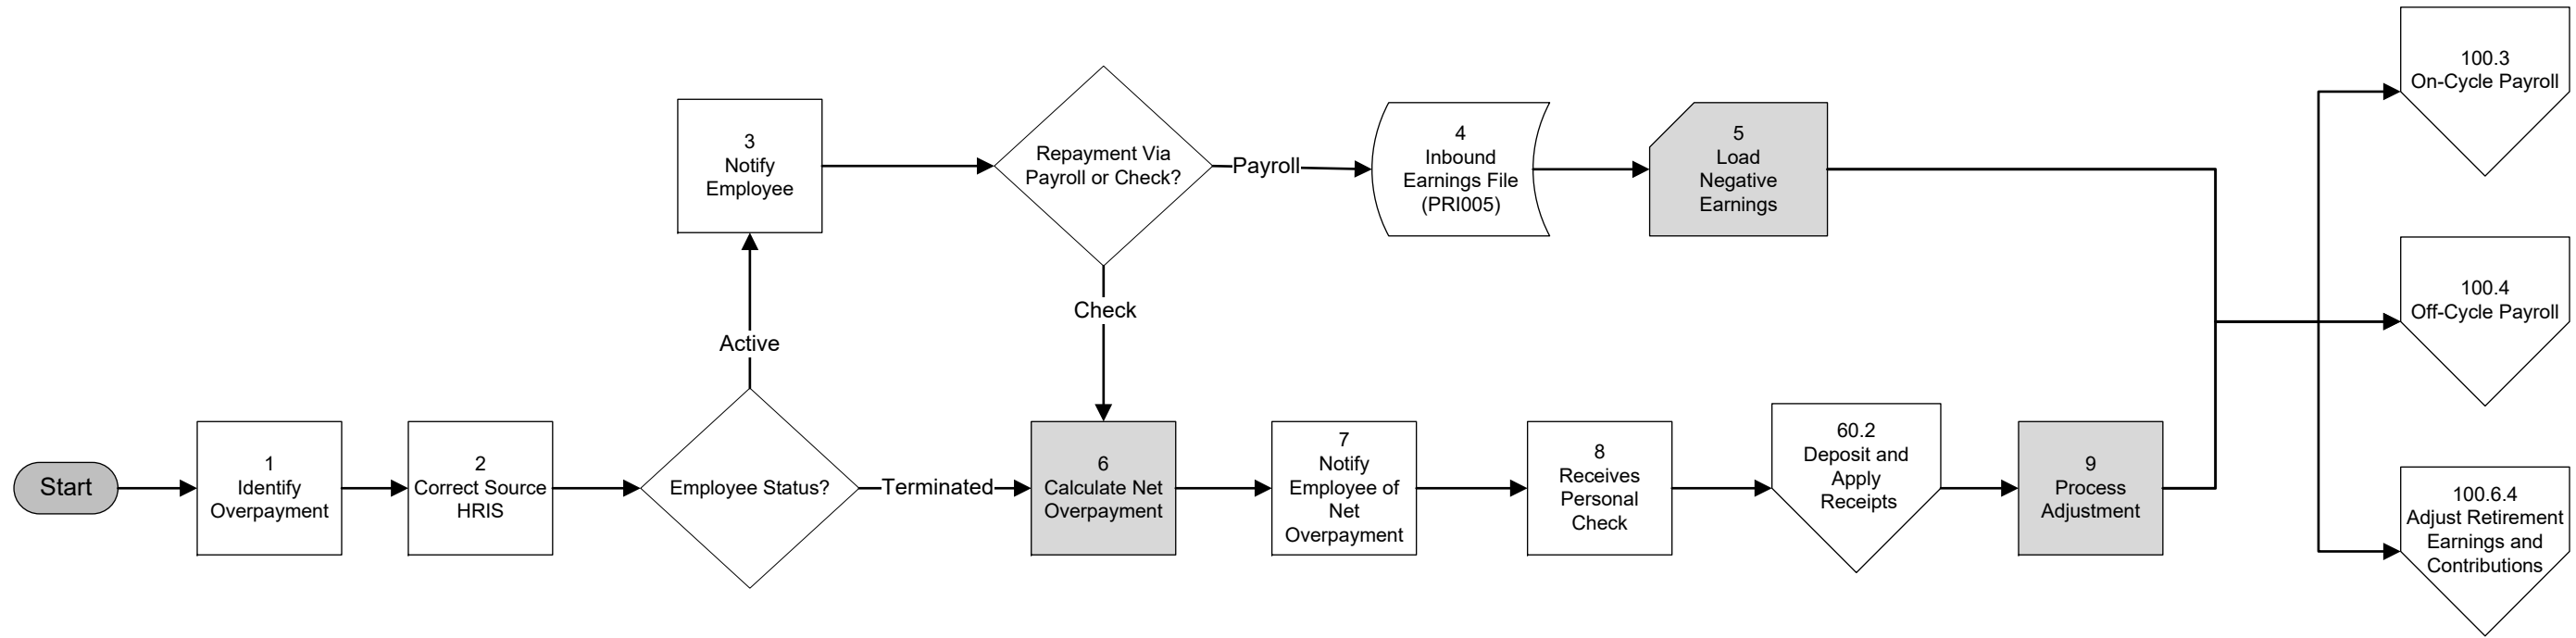 Start
1
Identify
Overpayment
2
Correct Source
HRIS
Employee Status?
Active
Terminated
3
Notify
Employee
Repayment Via
Payroll or Check?
Payroll
Check
4
Inbound
Earnings File
(PRI005)
5
Load
Negative
Earnings
6
Calculate Net
Overpayment
7
Notify
Employee of
Net
Overpayment
8
Receives
Personal
Check
60.2
Deposit and
Apply
Receipts
9
Process
Adjustment
100.3
On-Cycle Payroll
100.4
Off-Cycle Payroll
100.6.4
Adjust Retirement
Earnings and
Contributions